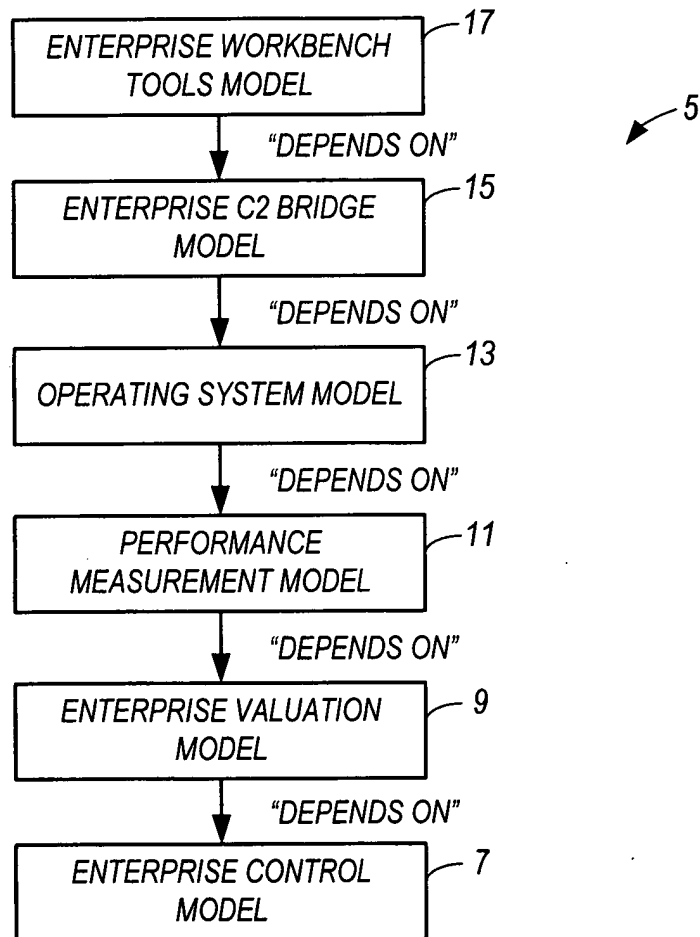 ENTERPRISE WORKBENCH
TOOLS MODEL
17
5
"DEPENDS ON"
ENTERPRISE C2 BRIDGE
MODEL
15
"DEPENDS ON"
OPERATING SYSTEM MODEL
13
"DEPENDS ON"
PERFORMANCE
MEASUREMENT MODEL
11
"DEPENDS ON"
ENTERPRISE VALUATION
MODEL
9
"DEPENDS ON"
ENTERPRISE CONTROL
MODEL
7